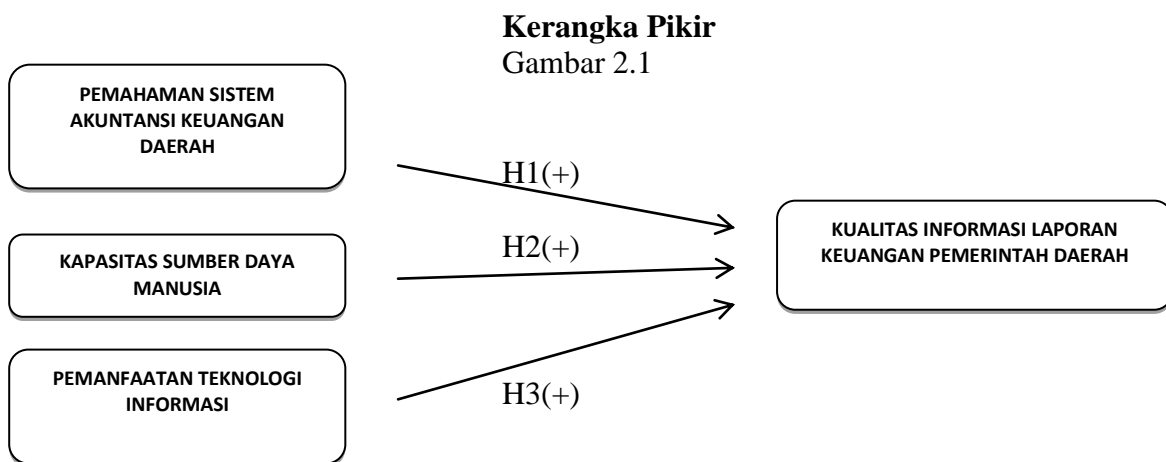 Kerangka Pikir
Gambar 2.1
PEMAHAMAN SISTEM
AKUNTANSI KEUANGAN
DAERAH
H1(+)
H2(+)
KUALITAS INFORMASI LAPORAN
KEUANGAN PEMERINTAH DAERAH
KAPASITAS SUMBER DAYA
MANUSIA
PEMANFAATAN TEKNOLOGI
INFORMASI
H3(+)